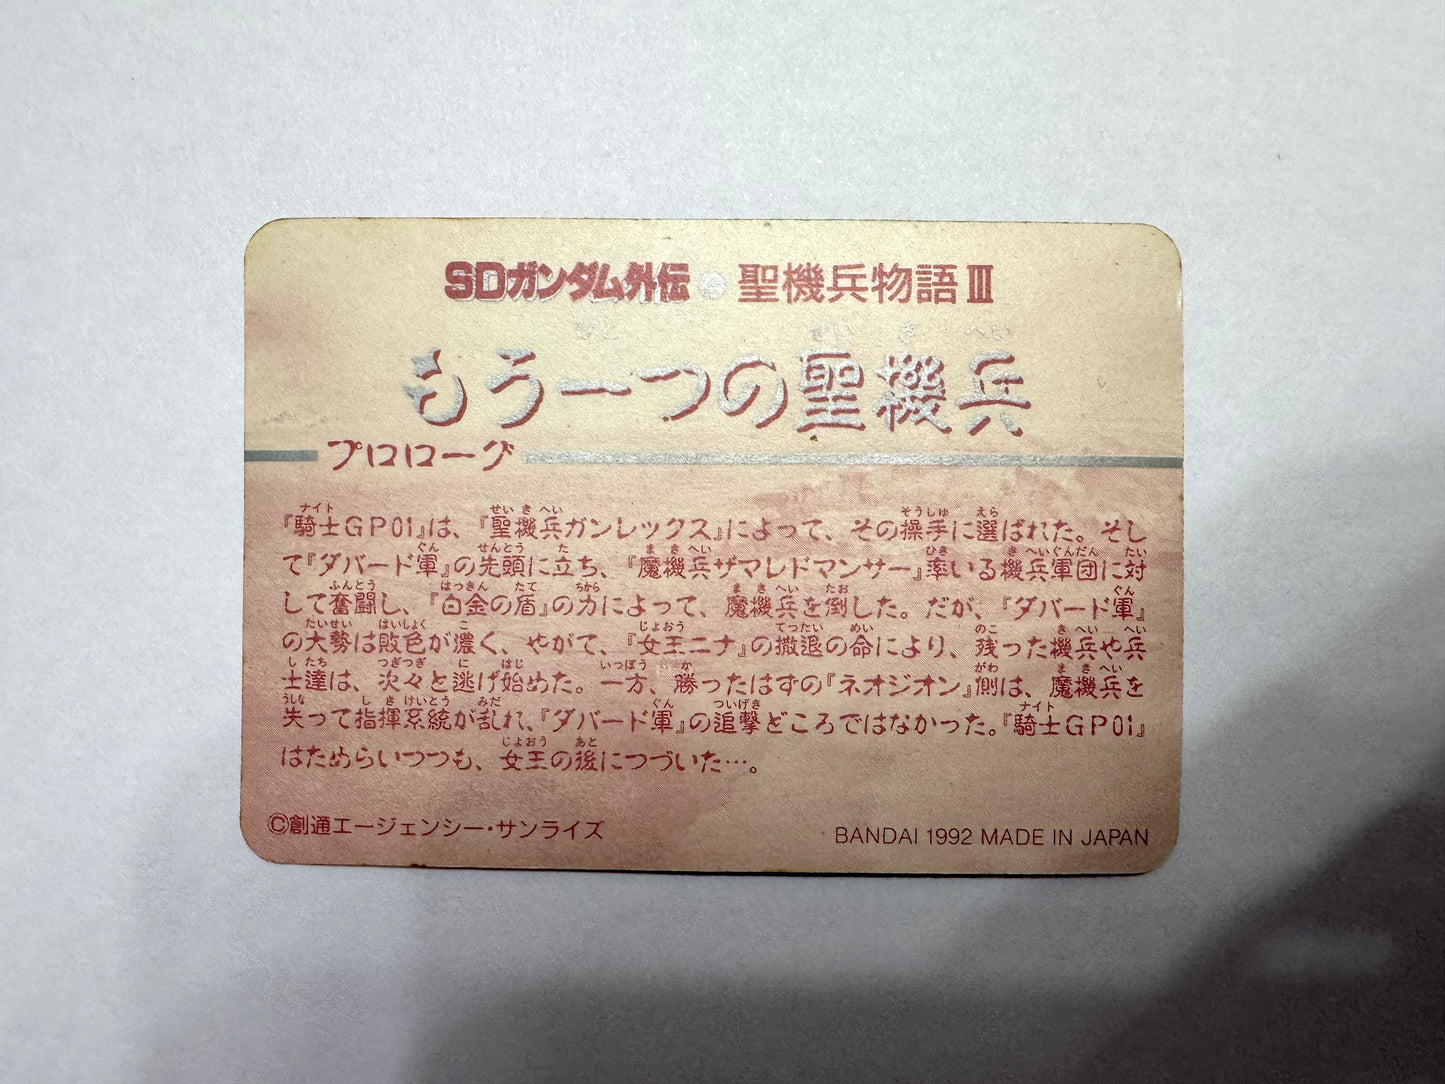 SDガンダム外伝●聖機兵物語Ⅲ
もう一つの聖機兵
プロローグ
『騎士GP01』は、『聖機兵ガンレックス』によって、その操手に選ばれた。そし
て『ダバード軍』の先頭に立ち、『魔機兵ザマレドマンサー』率いる機兵軍団に対
して奮闘し、『白金の盾』の力によって、魔機兵を倒した。だが、『ダバード軍』
の大勢は敗色が濃く、やがて、『女王ニナ』の撤退の命により、残った機兵や兵
士達は、次々と逃げ始めた。一方、勝ったはずの『ネオジオン』側は、魔機兵を
失って指揮系統が乱れ、『ダバード軍』の追撃どころではなかった。『騎士GP01』
はためらいつつも、女王の後につづいた…。
©創通エージェンシー・サンライズ
BANDAI 1992 MADE IN JAPAN